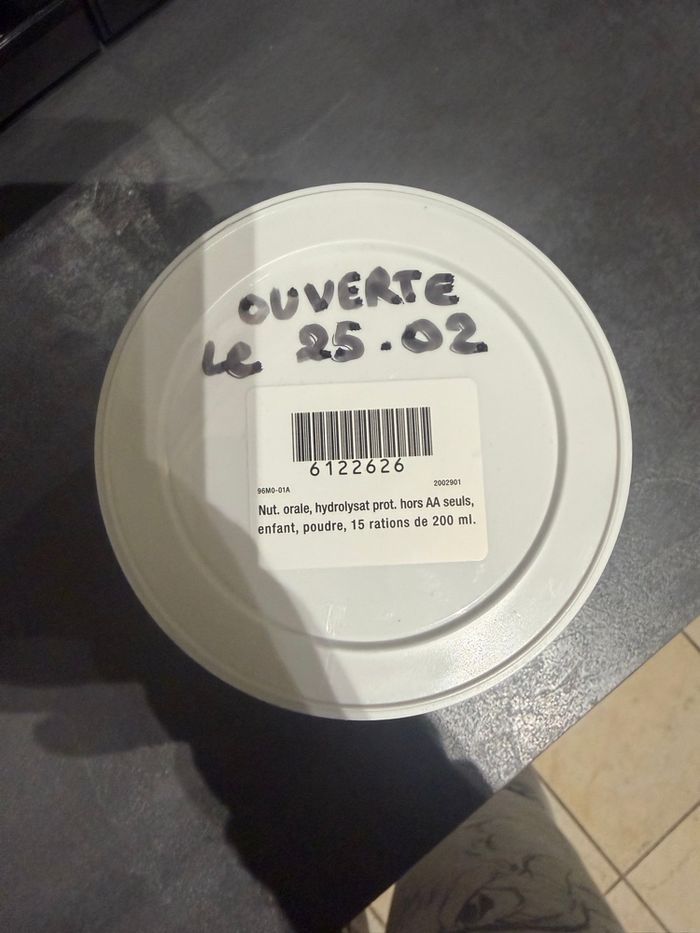 OUVERTE
Le 25.02
6122626
96M0-01A 2002901
Nut. orale, hydrolysat prot. hors AA seuls,
enfant, poudre, 15 rations de 200 ml.